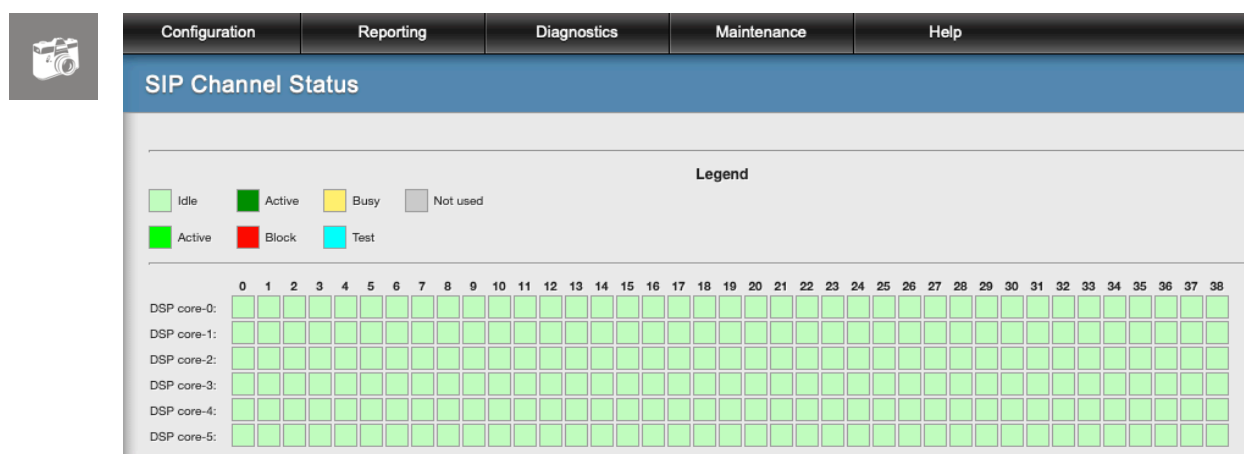 Configuration Reporting Diagnostics Maintenance Help
SIP Channel Status
Legend
Idle Active Busy Not used
Active Block Test
0 1 2 3 4 5 6 7 8 9 10 11 12 13 14 15 16 17 18 19 20 21 22 23 24 25 26 27 28 29 30 31 32 33 34 35 36 37 38
DSP core-0:
DSP core-1:
DSP core-2:
DSP core-3:
DSP core-4:
DSP core-5: